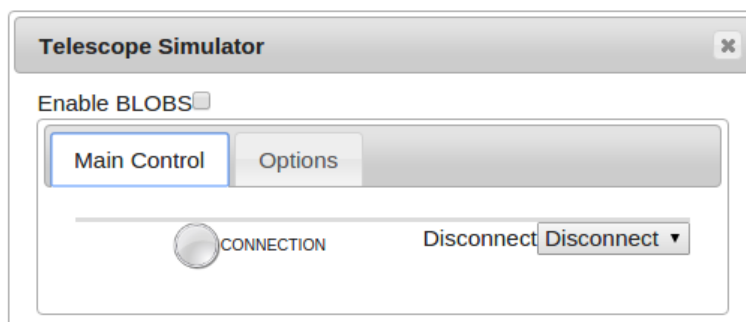 Telescope Simulator
Enable BLOBS
Main Control Options
CONNECTION Disconnect Disconnect